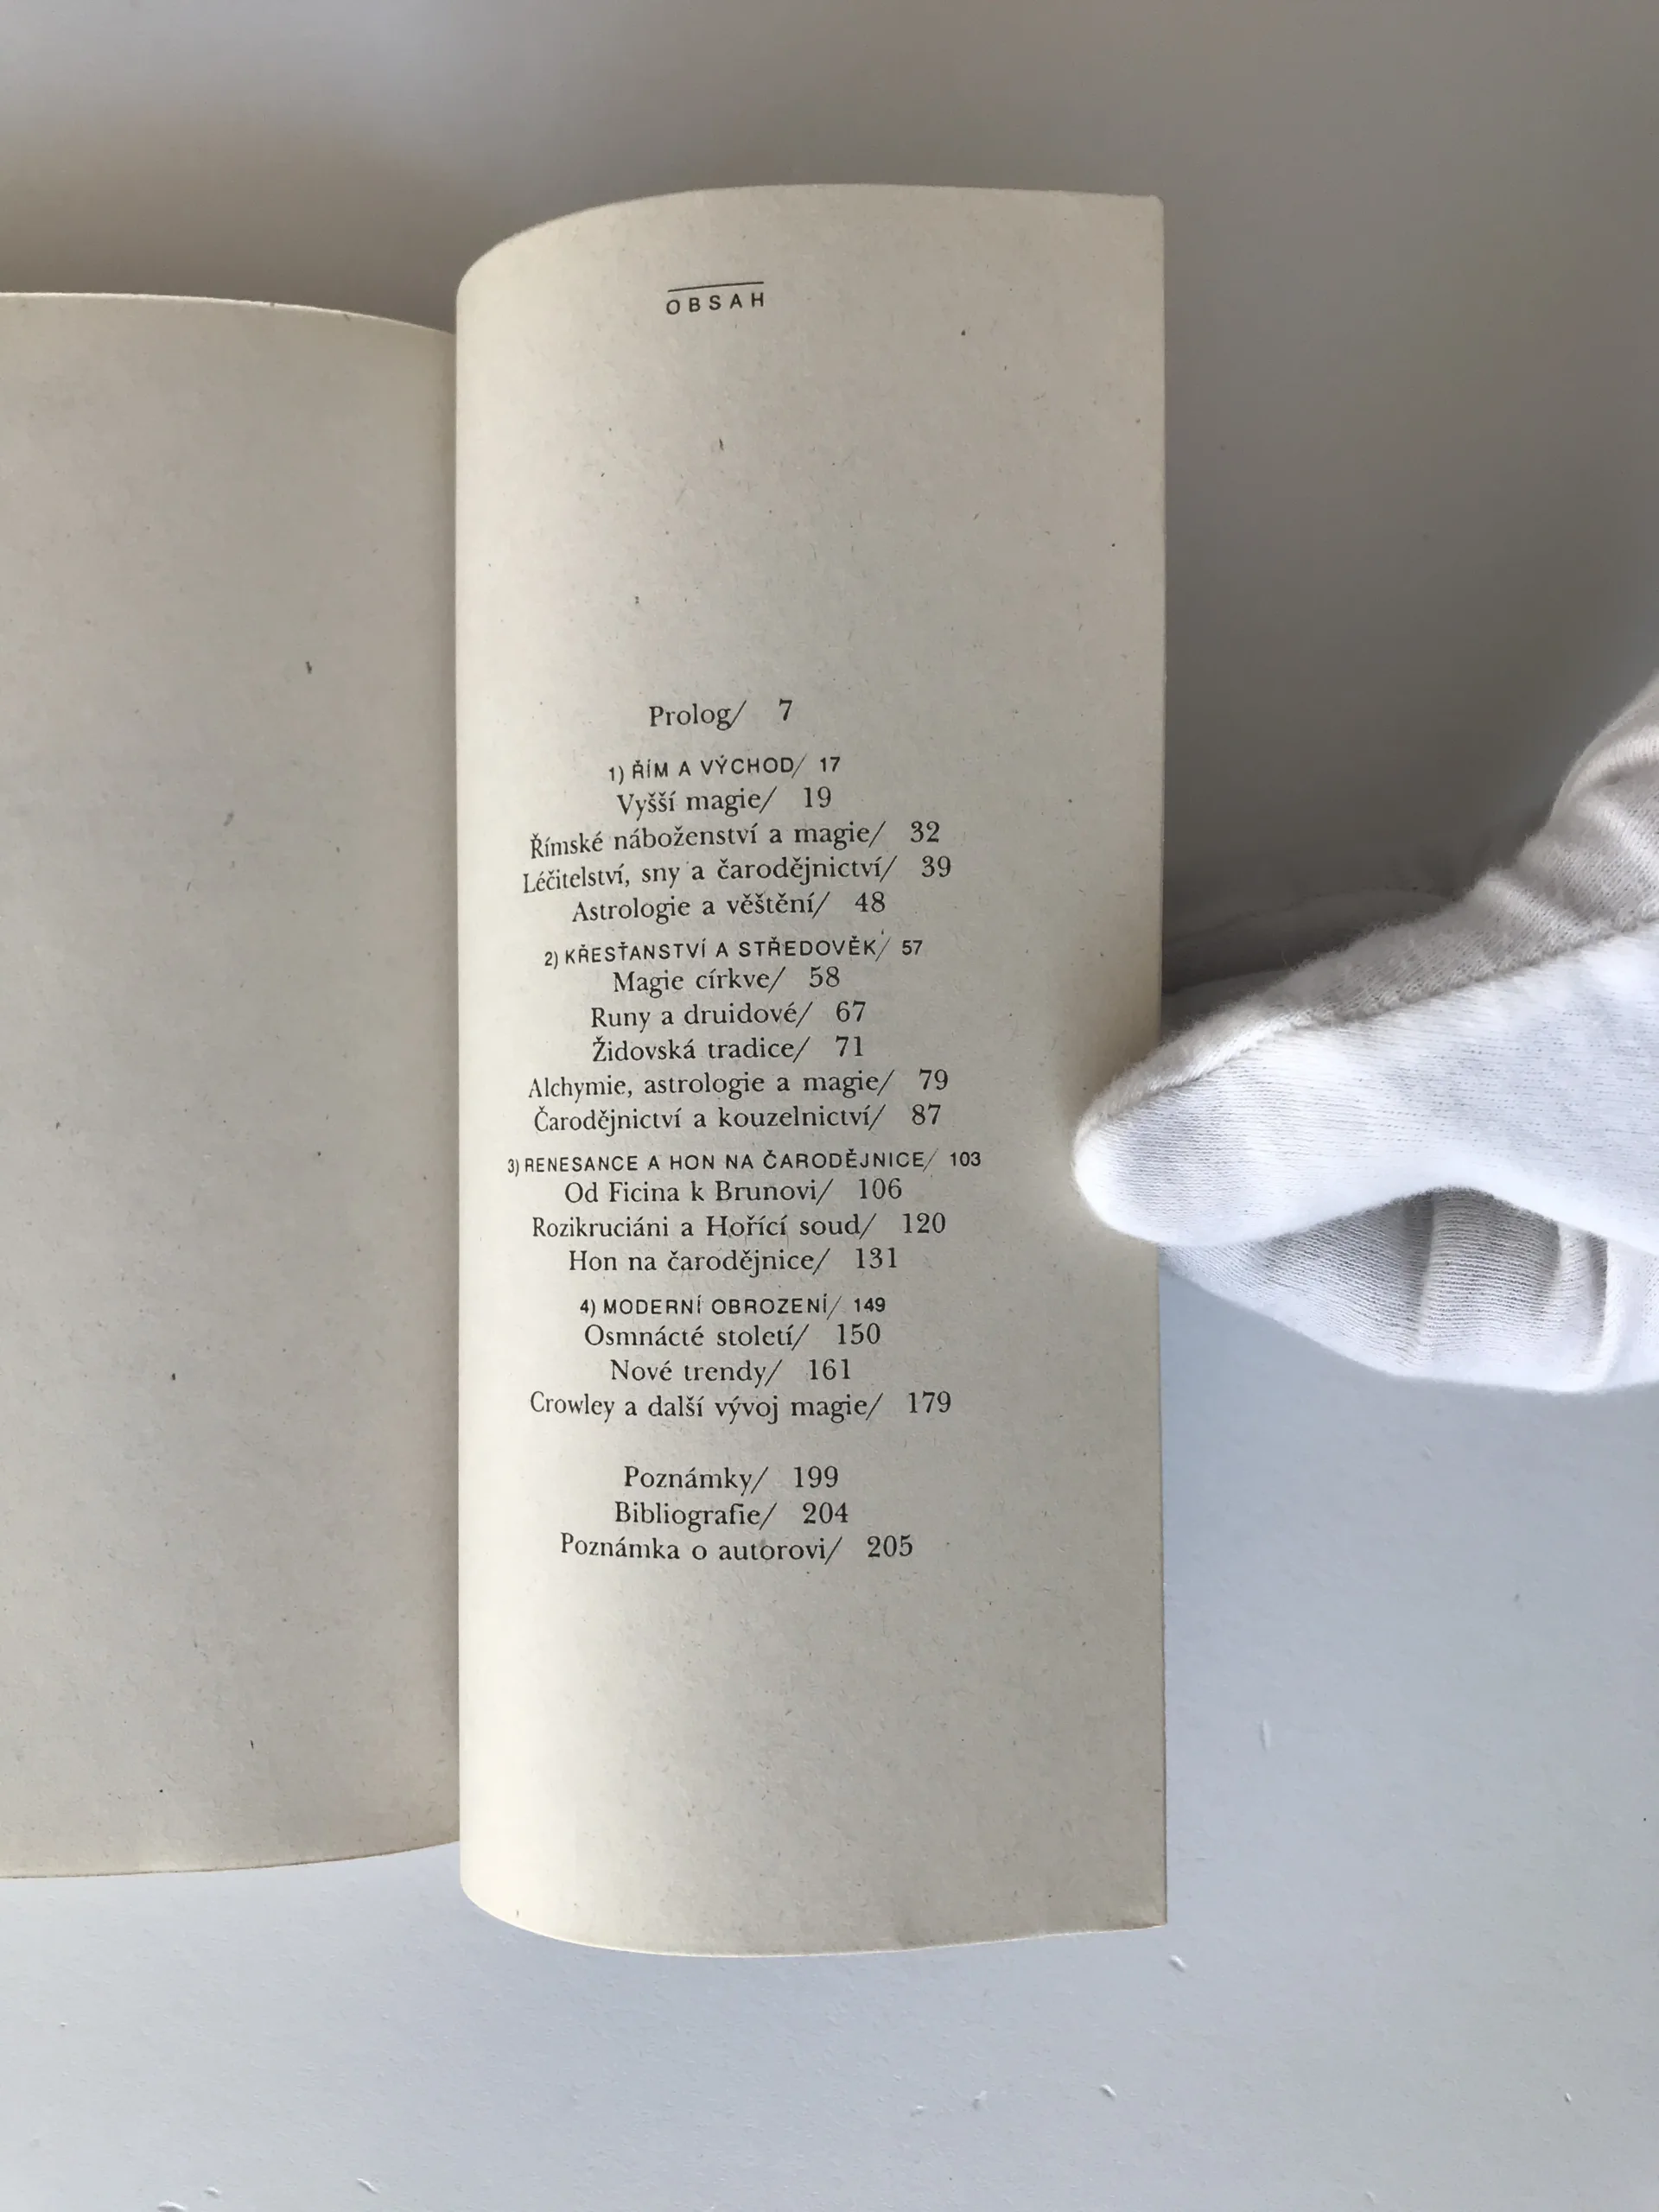 OBSAH
Prolog/ 7
1) ŘÍM A VÝCHOD/ 17
Vyšší magie/ 19
Římské náboženství a magie/ 32
Léčitelství, sny a čarodějnictví/ 39
Astrologie a věštění/ 48
2) KŘESŤANSTVÍ A STŘEDOVĚK/ 57
Magie církve/ 58
Runy a druidové/ 67
Židovská tradice/ 71
Alchymie, astrologie a magie/ 79
Čarodějnictví a kouzelnictví/ 87
3) RENESANCE A HON NA ČARODĚJNICE/ 103
Od Ficina k Brunovi/ 106
Rozikruciáni a Hořící soud/ 120
Hon na čarodějnice/ 131
4) MODERNÍ OBROZENÍ/ 149
Osmnácté století/ 150
Nové trendy/ 161
Crowley a další vývoj magie/ 179
Poznámky/ 199
Bibliografie/ 204
Poznámka o autorovi/ 205